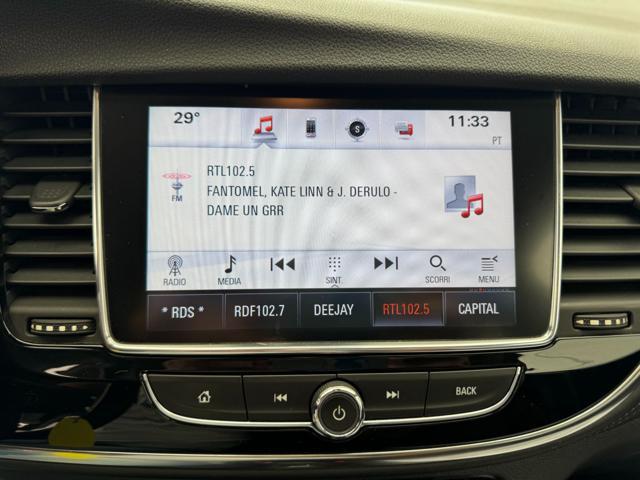 29°
11:33
PT
RTL102.5
FANTOMEL, KATE LINN & J. DERULO -
DAME UN GRR
FM
S
RADIO
MEDIA
SINT.
SCORRI
MENU
* RDS *
RDF102.7
DEEJAY
RTL102.5
CAPITAL
BACK